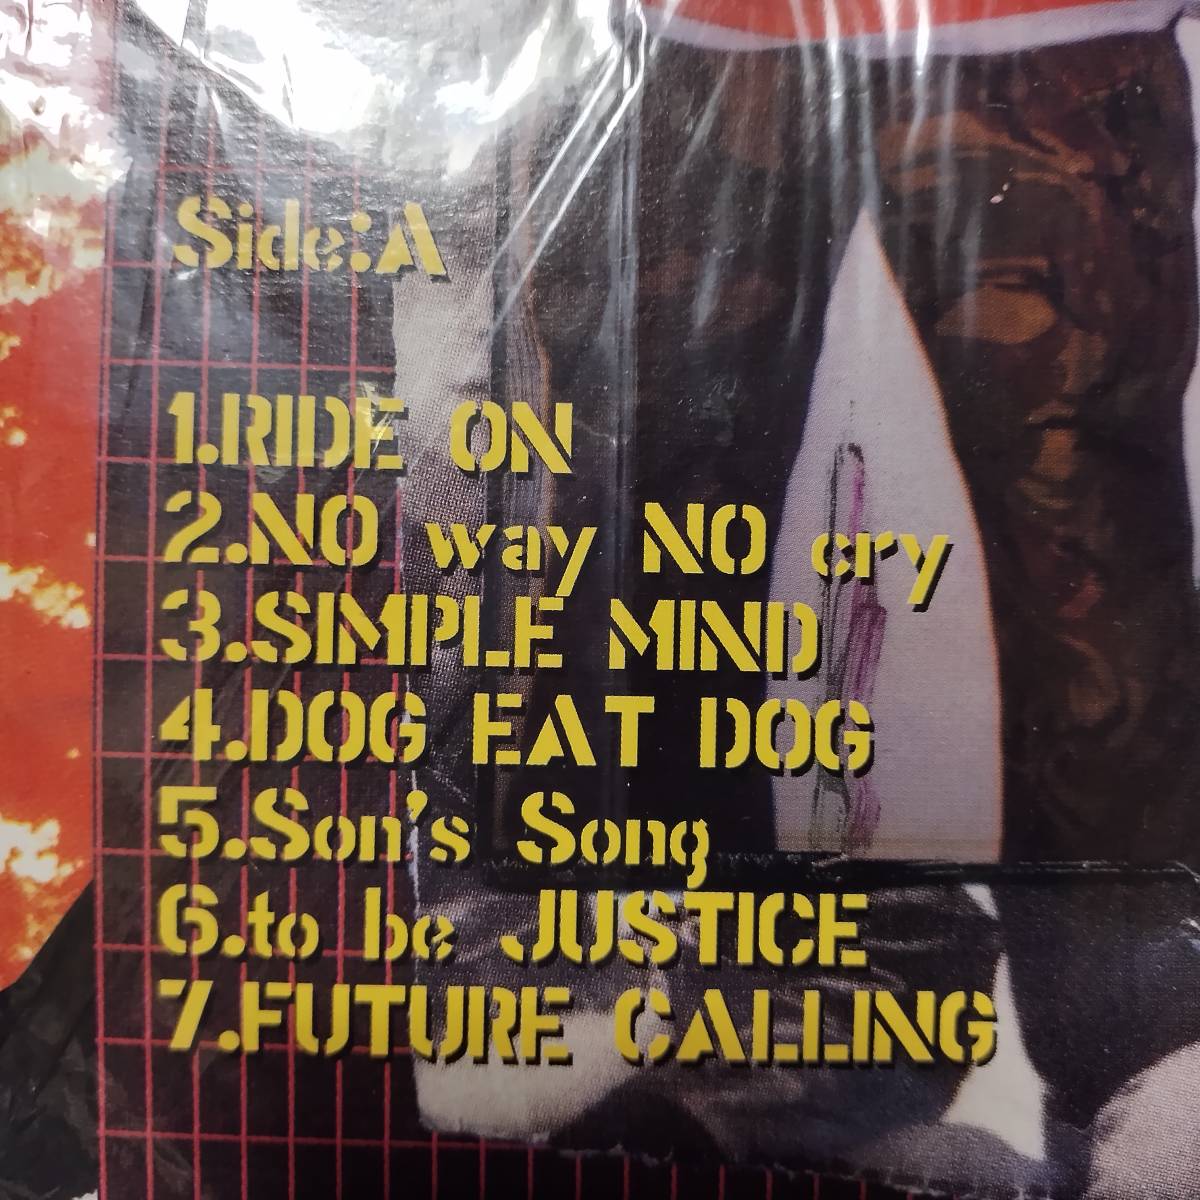 Side:A
1.RIDE ON
2.NO way NO cry
3.SIMPLE MIND
4.DOG EAT DOG
5.Son's Song
6.to be JUSTICE
7.FUTURE CALLING